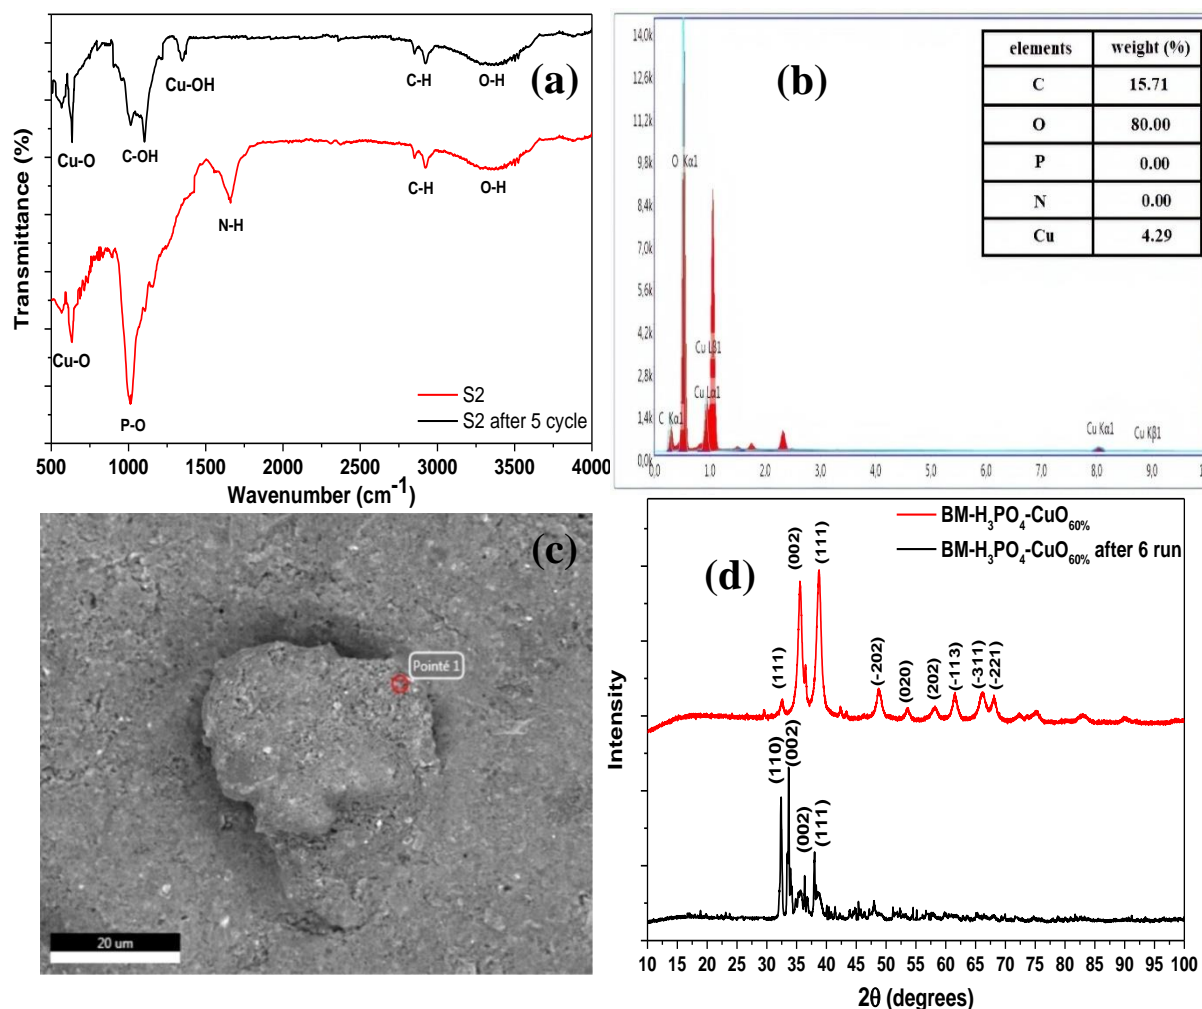 (a)
Transmittance (%)
Cu-OH
C-H
O-H
Cu-O
C-OH
C-H
O-H
N-H
Cu-O
P-O
S2
S2 after 5 cycle
500 1000 1500 2000 2500 3000 3500 4000
Wavenumber (cm⁻¹)
(b)
14,0k
12,6k
11,2k
9,8k
8,4k
7,0k
5,6k
4,2k
2,8k
1,4k
0,0k
O Kα1
Cu Lβ1
Cu Lα1
C Kα1
Cu Kα1
Cu Kβ1
0,0 1,0 2,0 3,0 4,0 5,0 6,0 7,0 8,0 9,0
elements weight (%)
C 15.71
O 80.00
P 0.00
N 0.00
Cu 4.29
(c)
Pointé 1
20 um
(d)
BM-H₃PO₄-CuO₆₀%
BM-H₃PO₄-CuO₆₀% after 6 run
Intensity
(111)
(002)
(111)
(-202)
(020)
(202)
(-113)
(-311)
(-221)
(110)
(002)
(002)
(111)
10 15 20 25 30 35 40 45 50 55 60 65 70 75 80 85 90 95 100
2θ (degrees)